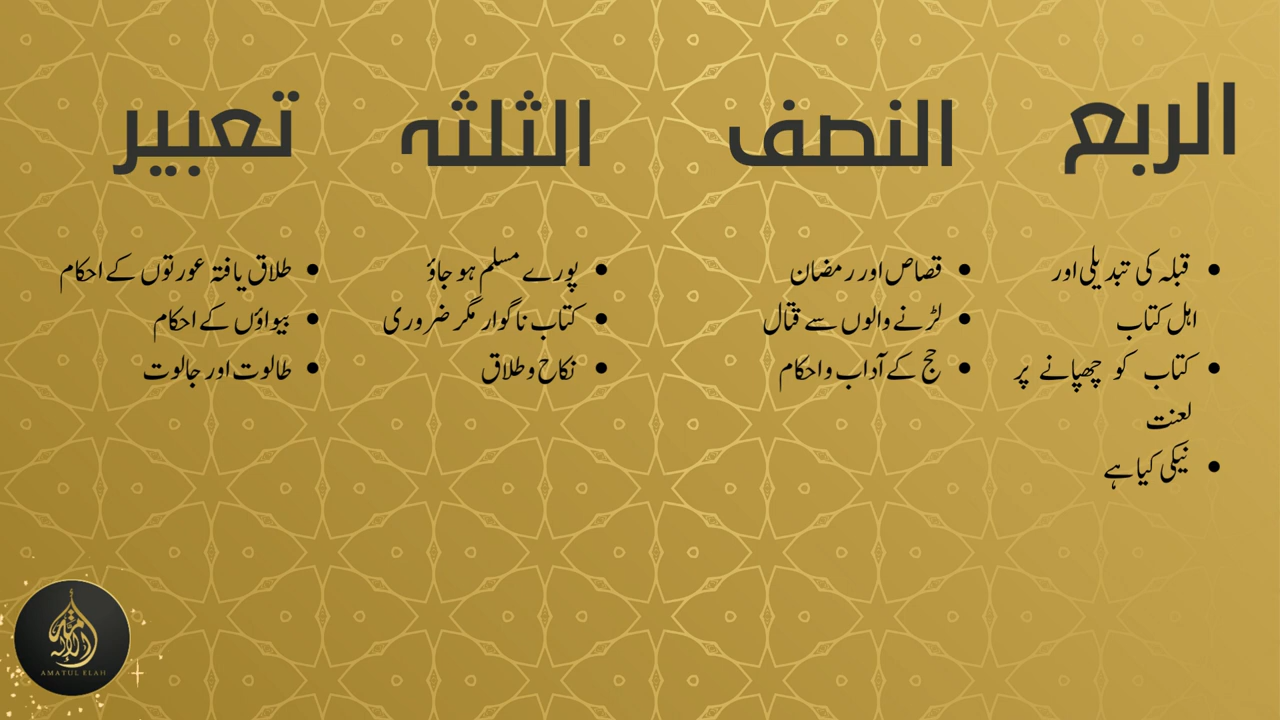 الربع
قبلہ کی تبدیلی اور
اہل کتاب
کتاب کو چھپانے پر
لعنت
نیکی کیا ہے
النصف
قصاص اور رمضان
لڑنے والوں سے قتال
حج کے آداب و احکام
الثلثہ
پورے مسلم ہو جاؤ
کتاب ناگوار مگر ضروری
نکاح و طلاق
تعبیر
طلاق یافتہ عورتوں کے احکام
بیواؤں کے احکام
طالوت اور جالوت
AMATUL ELAH